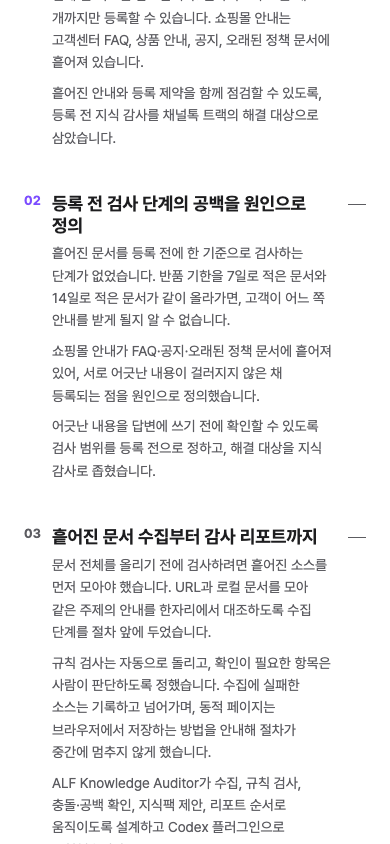 개까지만 등록할 수 있습니다. 쇼핑몰 안내는
고객센터 FAQ, 상품 안내, 공지, 오래된 정책 문서에
흩어져 있습니다.
흩어진 안내와 등록 제약을 함께 점검할 수 있도록,
등록 전 지식 감사를 채널톡 트랙의 해결 대상으로
삼았습니다.
02 등록 전 검사 단계의 공백을 원인으로
정의
흩어진 문서를 등록 전에 한 기준으로 검사하는
단계가 없었습니다. 반품 기한을 7일로 적은 문서와
14일로 적은 문서가 같이 올라가면, 고객이 어느 쪽
안내를 받게 될지 알 수 없습니다.
쇼핑몰 안내가 FAQ·공지·오래된 정책 문서에 흩어져
있어, 서로 어긋난 내용이 걸러지지 않은 채
등록되는 점을 원인으로 정의했습니다.
어긋난 내용을 답변에 쓰기 전에 확인할 수 있도록
검사 범위를 등록 전으로 정하고, 해결 대상을 지식
감사로 좁혔습니다.
03 흩어진 문서 수집부터 감사 리포트까지
문서 전체를 올리기 전에 검사하려면 흩어진 소스를
먼저 모아야 했습니다. URL과 로컬 문서를 모아
같은 주제의 안내를 한자리에서 대조하도록 수집
단계를 절차 앞에 두었습니다.
규칙 검사는 자동으로 돌리고, 확인이 필요한 항목은
사람이 판단하도록 정했습니다. 수집에 실패한
소스는 기록하고 넘어가며, 동적 페이지는
브라우저에서 저장하는 방법을 안내해 절차가
중간에 멈추지 않게 했습니다.
ALF Knowledge Auditor가 수집, 규칙 검사,
충돌·공백 확인, 지식팩 제안, 리포트 순서로
움직이도록 설계하고 Codex 플러그인으로